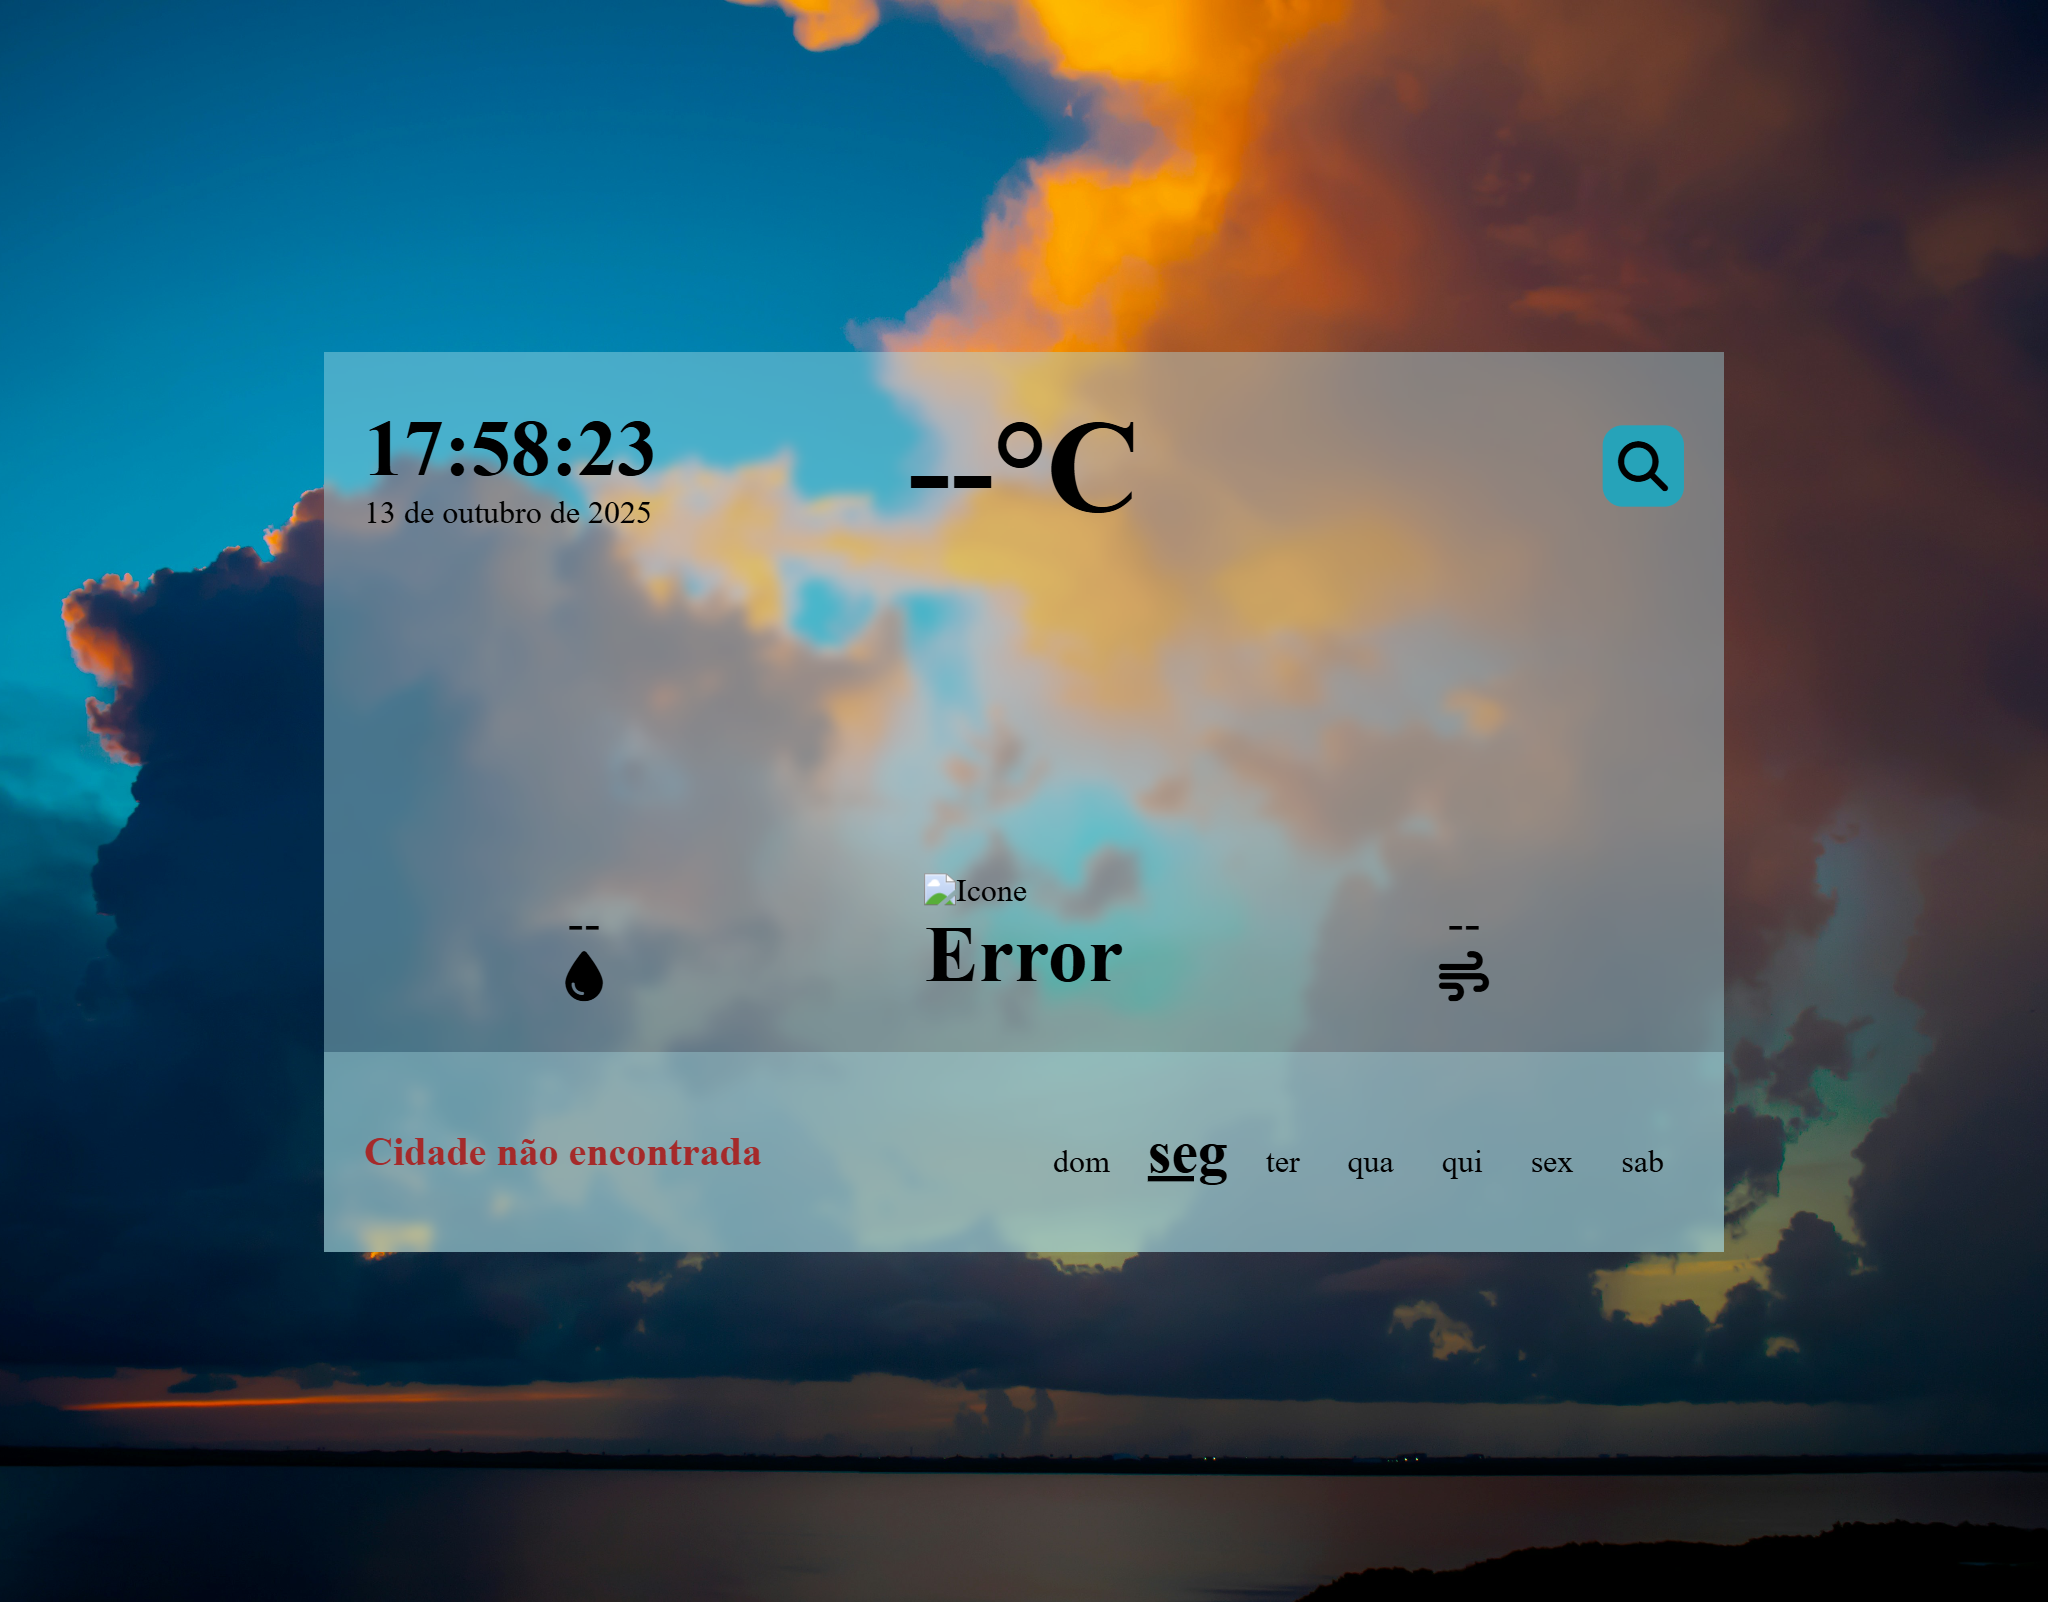 17:58:23
13 de outubro de 2025
--°C
--
Icone
Error
--
Cidade não encontrada
dom seg ter qua qui sex sab